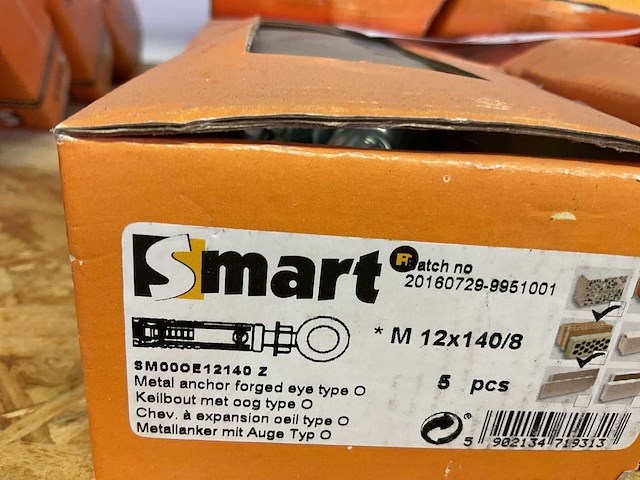 Smart
Batch no
20160729-9951001
* M 12x140/8
SM00OE12140 Z
5 pcs
Metal anchor forged eye type O
Keilbout met oog type O
Chev. à expansion oeil type O
Metallanker mit Auge Typ O
5 902134 719313